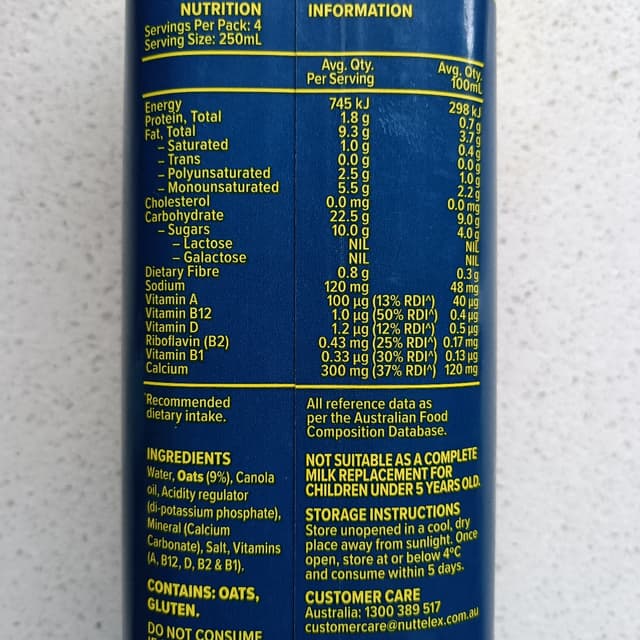 NUTRITION INFORMATION
Servings Per Pack: 4
Serving Size: 250mL
Avg. Qty. Per Serving Avg. Qty. 100mL
Energy 745 kJ 298 kJ
Protein, Total 1.8 g 0.7 g
Fat, Total 9.3 g 3.7 g
– Saturated 1.0 g 0.4 g
– Trans 0.0 g 0.0 g
– Polyunsaturated 2.5 g 1.0 g
– Monounsaturated 5.5 g 2.2 g
Cholesterol 0.0 mg 0.0 mg
Carbohydrate 22.5 g 9.0 g
– Sugars 10.0 g 4.0 g
– Lactose NIL NIL
– Galactose NIL NIL
Dietary Fibre 0.8 g 0.3 g
Sodium 120 mg 48 mg
Vitamin A 100 µg (13% RDI^) 40 µg
Vitamin B12 1.0 µg (50% RDI^) 0.4 µg
Vitamin D 1.2 µg (12% RDI^) 0.5 µg
Riboflavin (B2) 0.43 mg (25% RDI^) 0.17 mg
Vitamin B1 0.33 µg (30% RDI^) 0.13 µg
Calcium 300 mg (37% RDI^) 120 mg
^Recommended
dietary intake.
All reference data as
per the Australian Food
Composition Database.
INGREDIENTS
Water, Oats (9%), Canola
oil, Acidity regulator
(di-potassium phosphate),
Mineral (Calcium
Carbonate), Salt, Vitamins
(A, B12, D, B2 & B1).
CONTAINS: OATS,
GLUTEN.
DO NOT CONSUME
NOT SUITABLE AS A COMPLETE
MILK REPLACEMENT FOR
CHILDREN UNDER 5 YEARS OLD.
STORAGE INSTRUCTIONS
Store unopened in a cool, dry
place away from sunlight. Once
open, store at or below 4°C
and consume within 5 days.
CUSTOMER CARE
Australia: 1300 389 517
customercare@nuttelex.com.au